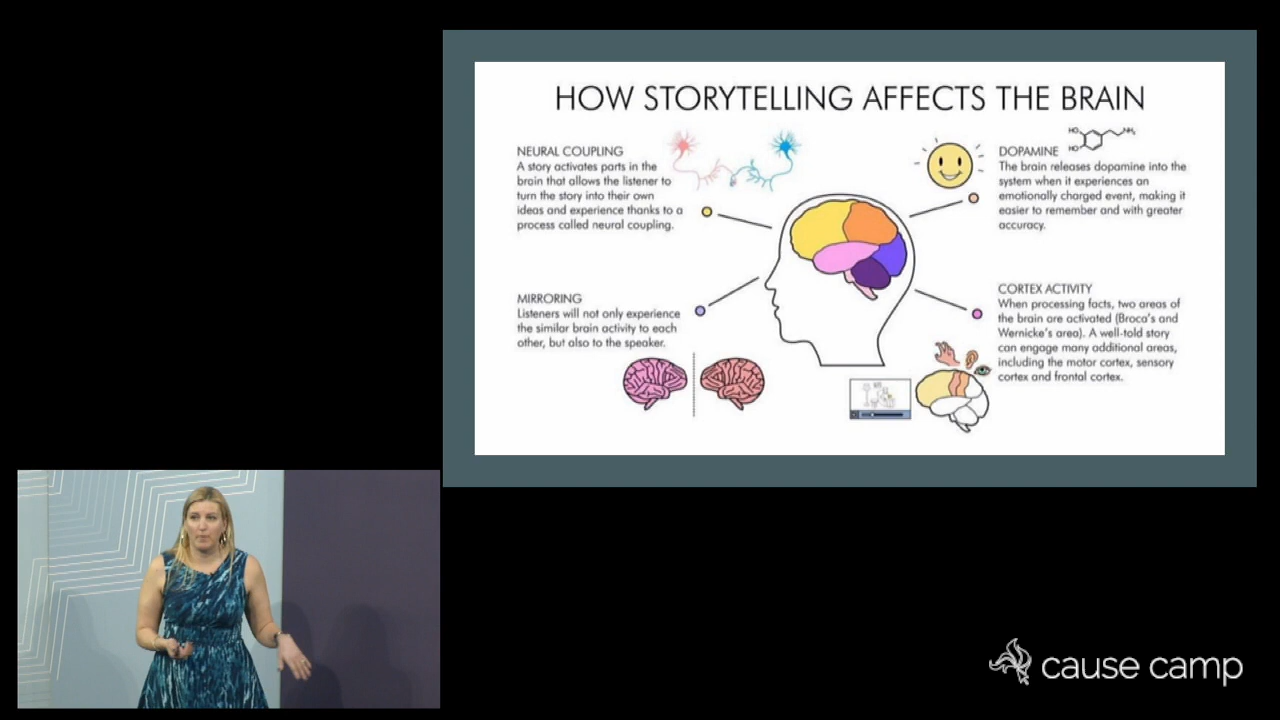 HOW STORYTELLING AFFECTS THE BRAIN
NEURAL COUPLING
A story activates parts in the
brain that allows the listener to
turn the story into their own
ideas and experience thanks to a
process called neural coupling.
HO
NH₂
HO
DOPAMINE
The brain releases dopamine into the
system when it experiences an
emotionally charged event, making it
easier to remember and with greater
accuracy.
MIRRORING
Listeners will not only experience
the similar brain activity to each
other, but also to the speaker.
CORTEX ACTIVITY
When processing facts, two areas of
the brain are activated (Broca's and
Wernicke's area). A well-told story
can engage many additional areas,
including the motor cortex, sensory
cortex and frontal cortex.
cause camp